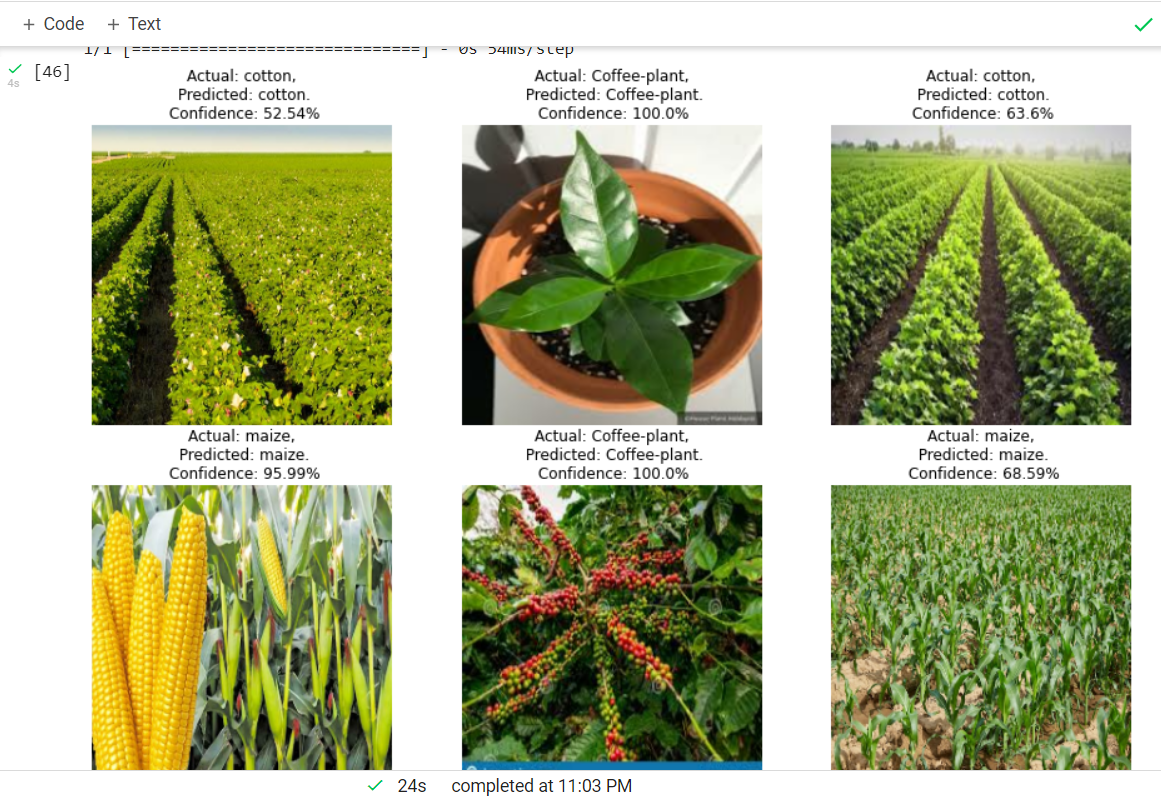 + Code + Text
1/1 [==============================] - 0s 54ms/step
[46]
4s
Actual: cotton,
Predicted: cotton.
Confidence: 52.54%
Actual: Coffee-plant,
Predicted: Coffee-plant.
Confidence: 100.0%
Actual: cotton,
Predicted: cotton.
Confidence: 63.6%
Actual: maize,
Predicted: maize.
Confidence: 95.99%
Actual: Coffee-plant,
Predicted: Coffee-plant.
Confidence: 100.0%
Actual: maize,
Predicted: maize.
Confidence: 68.59%
24s completed at 11:03 PM